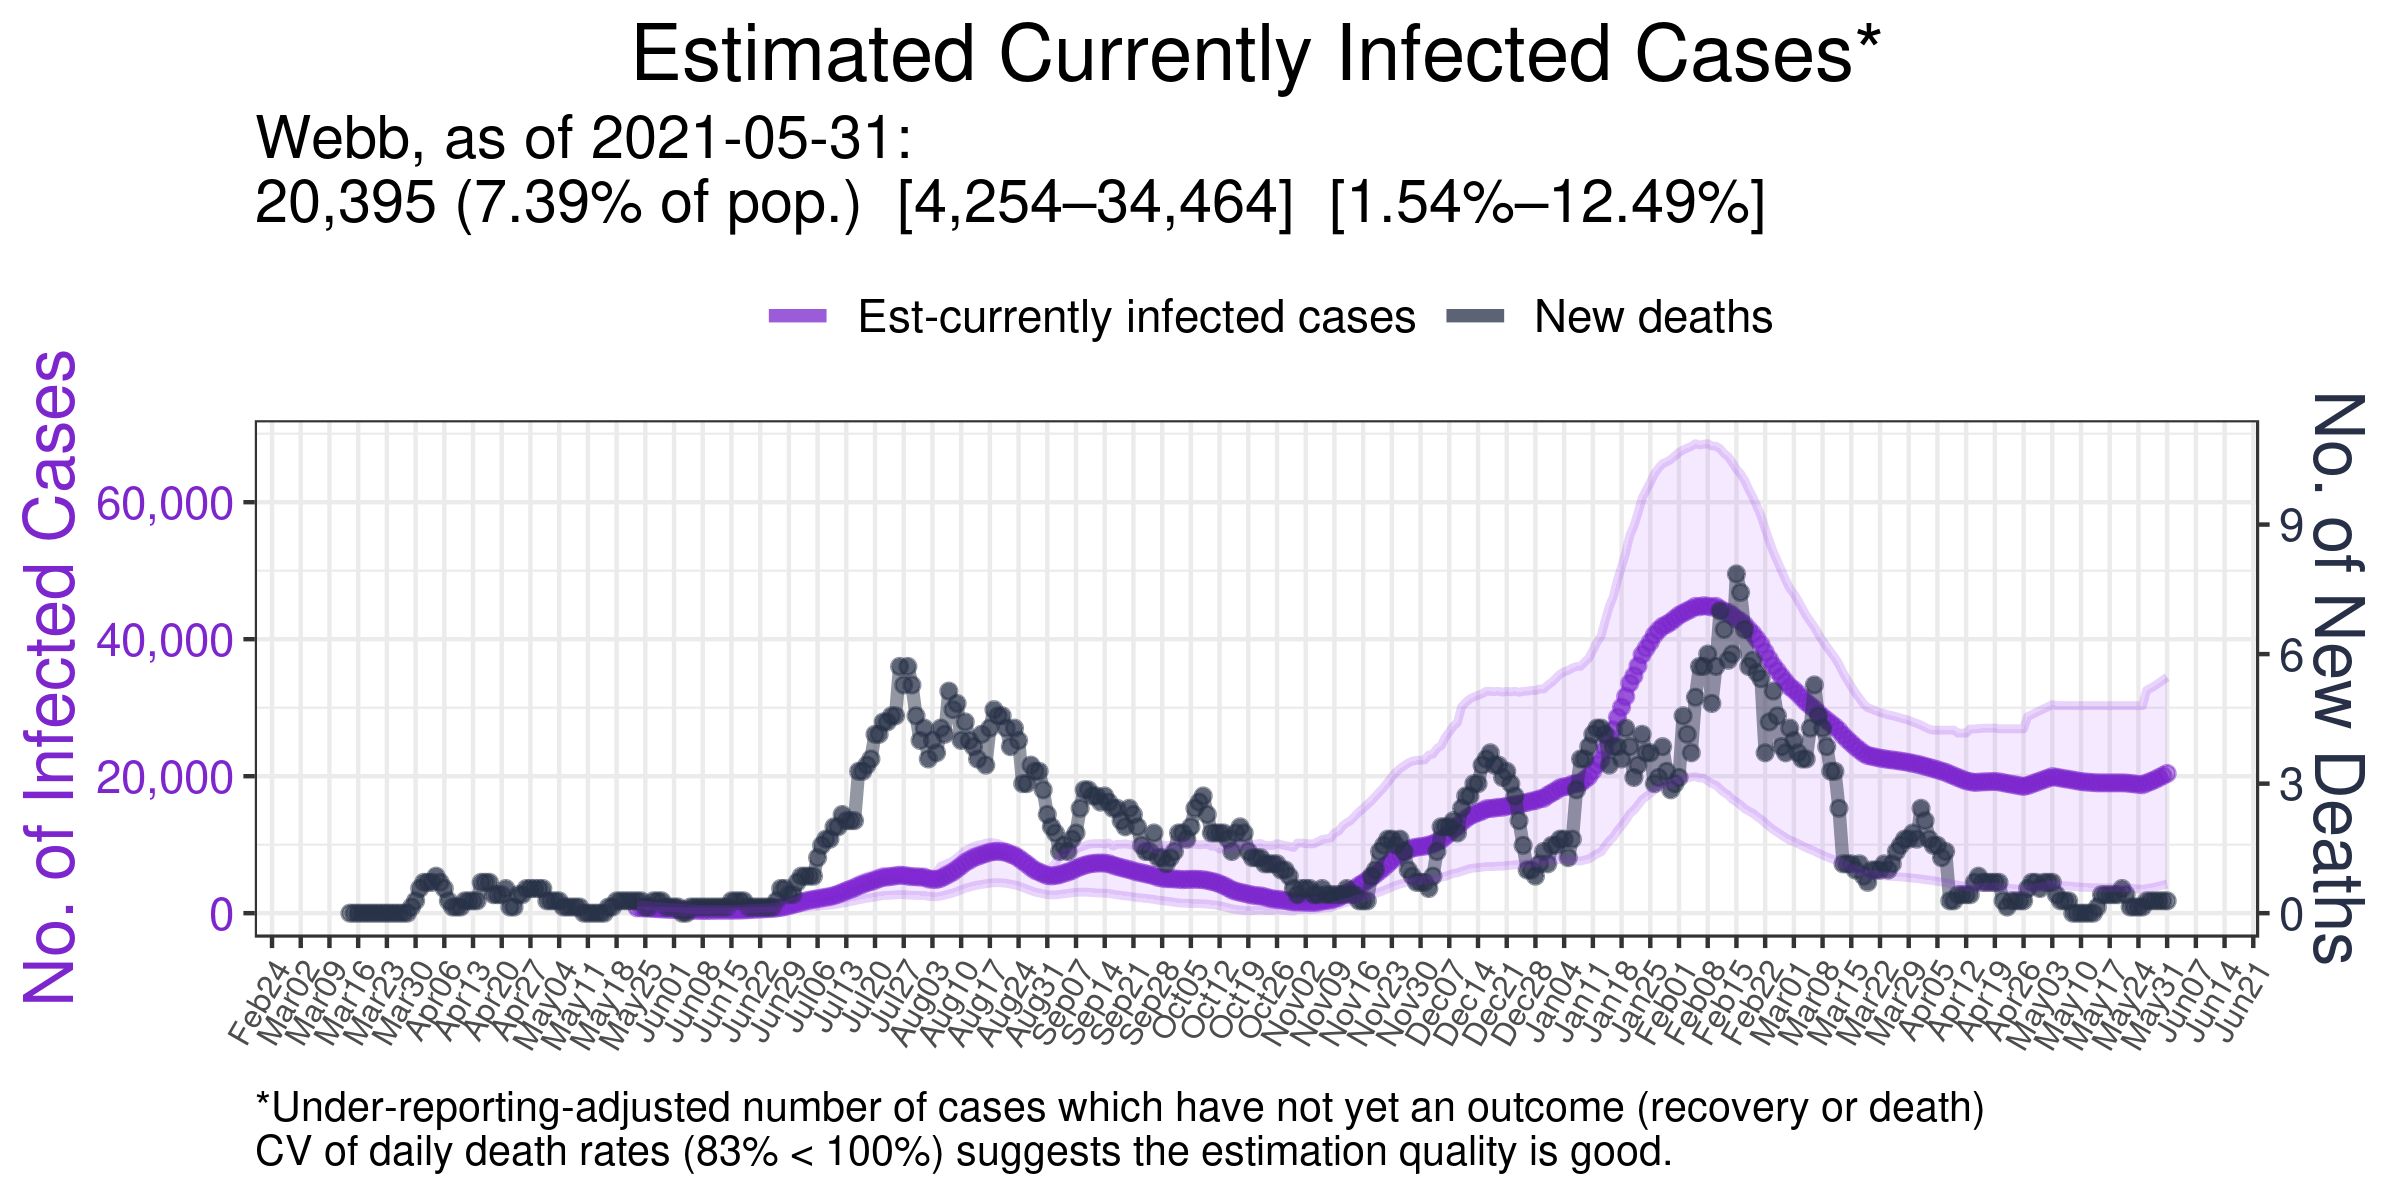 Estimated Currently Infected Cases*
Webb, as of 2021-05-31:
20,395 (7.39% of pop.) [4,254–34,464] [1.54%–12.49%]
Est-currently infected cases
New deaths
No. of Infected Cases
60,000
40,000
20,000
0
9
6
3
0
No. of New Deaths
Feb24
Mar02
Mar09
Mar16
Mar23
Mar30
Apr06
Apr13
Apr20
Apr27
May04
May11
May18
May25
Jun01
Jun08
Jun15
Jun22
Jun29
Jul06
Jul13
Jul20
Jul27
Aug03
Aug10
Aug17
Aug24
Aug31
Sep07
Sep14
Sep21
Sep28
Oct05
Oct12
Oct19
Oct26
Nov02
Nov09
Nov16
Nov23
Nov30
Dec07
Dec14
Dec21
Dec28
Jan04
Jan11
Jan18
Jan25
Feb01
Feb08
Feb15
Feb22
Mar01
Mar08
Mar15
Mar22
Mar29
Apr05
Apr12
Apr19
Apr26
May03
May10
May17
May24
May31
Jun07
Jun14
Jun21
*Under-reporting-adjusted number of cases which have not yet an outcome (recovery or death)
CV of daily death rates (83% < 100%) suggests the estimation quality is good.